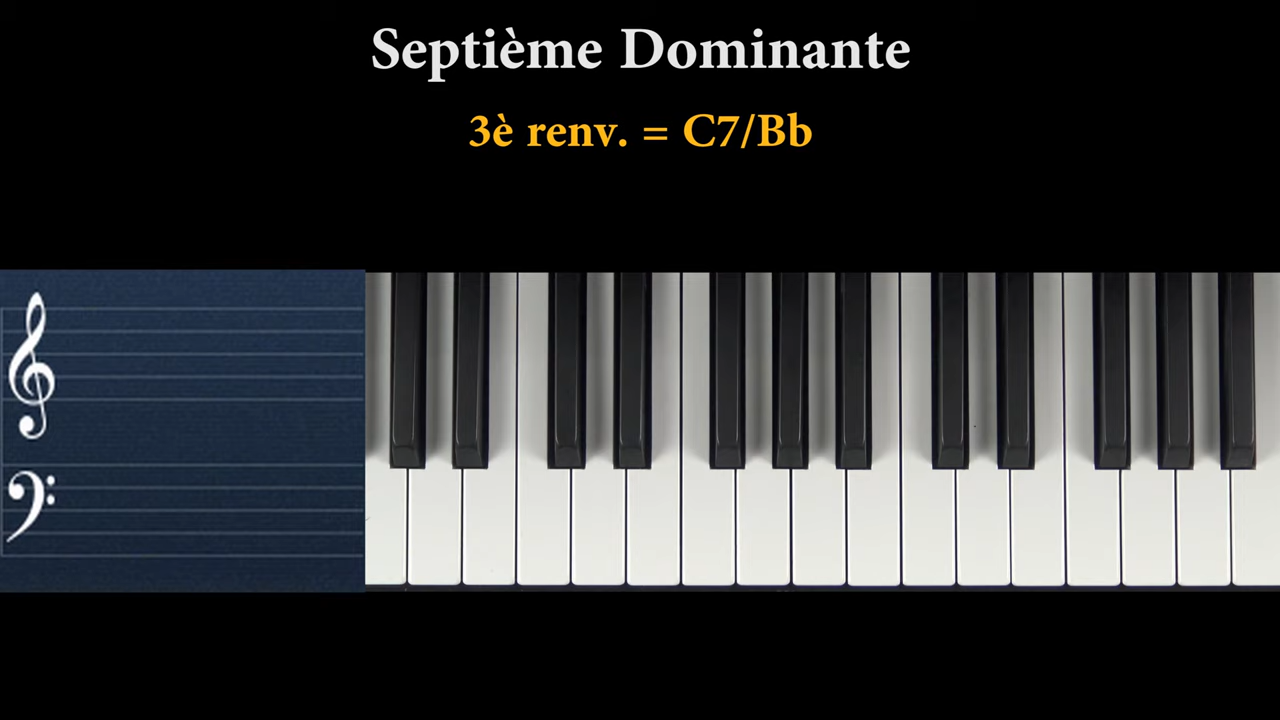 Septième Dominante
3è renv. = C7/Bb